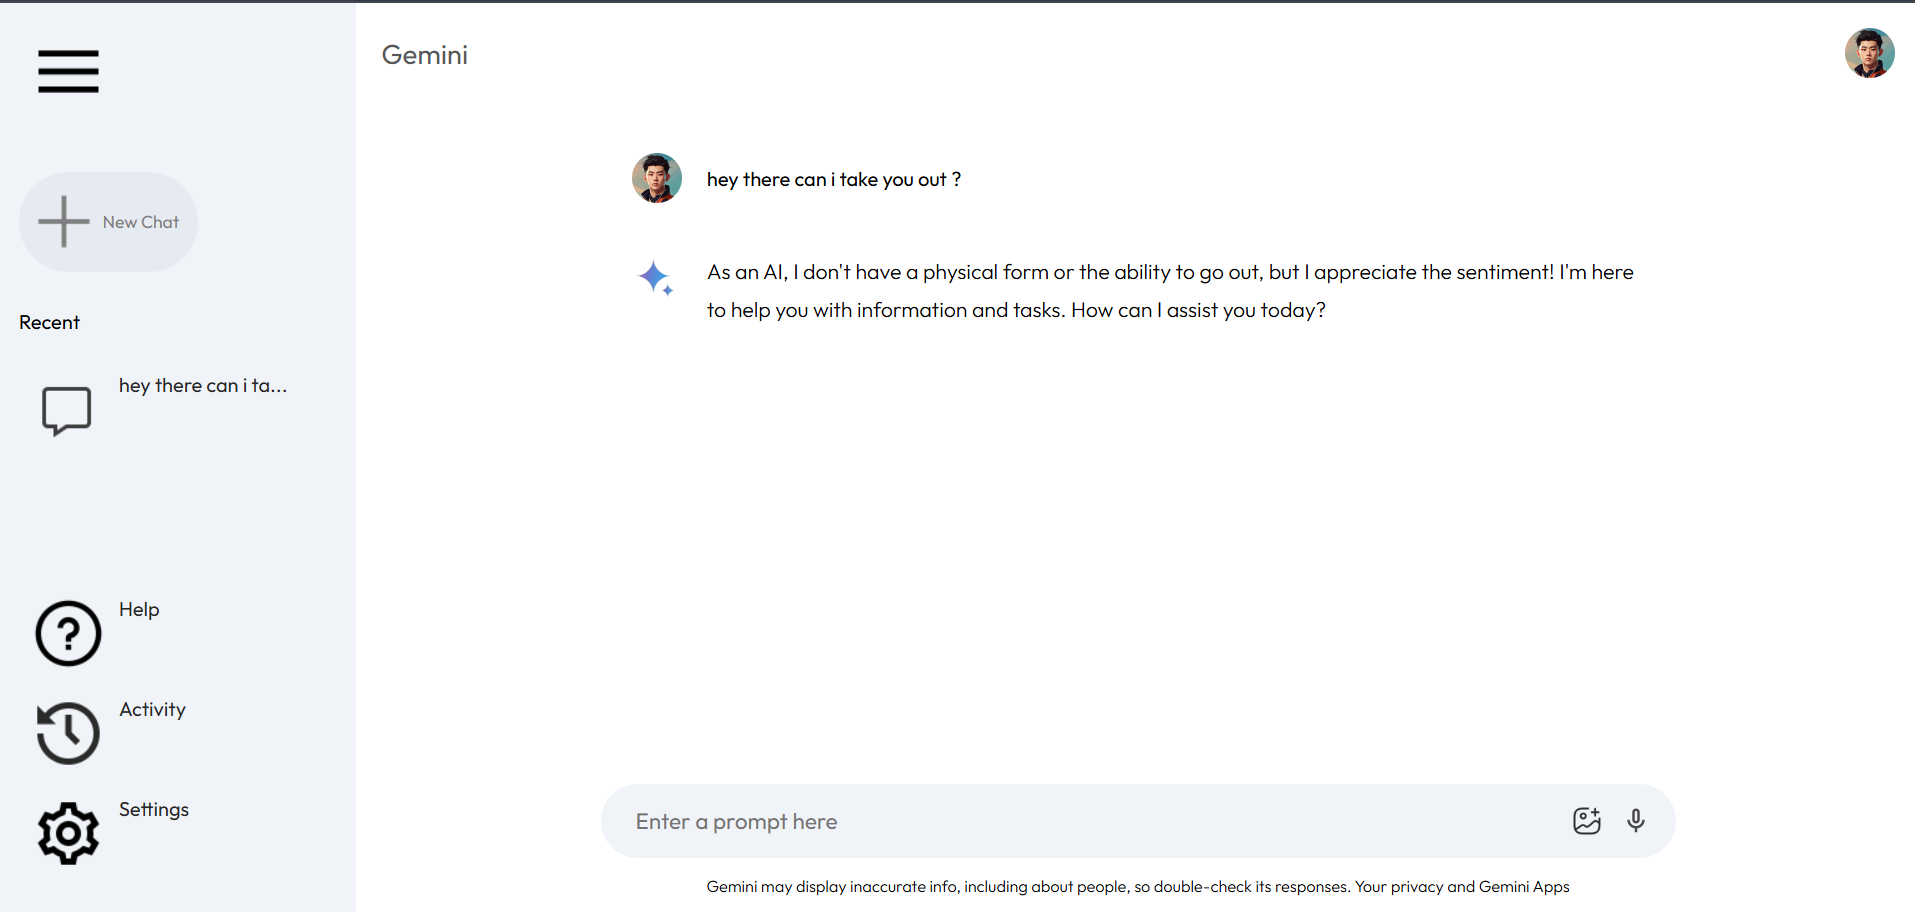 Gemini
New Chat
Recent
hey there can i ta...
Help
Activity
Settings
hey there can i take you out ?
As an AI, I don't have a physical form or the ability to go out, but I appreciate the sentiment! I'm here
to help you with information and tasks. How can I assist you today?
Enter a prompt here
Gemini may display inaccurate info, including about people, so double-check its responses. Your privacy and Gemini Apps